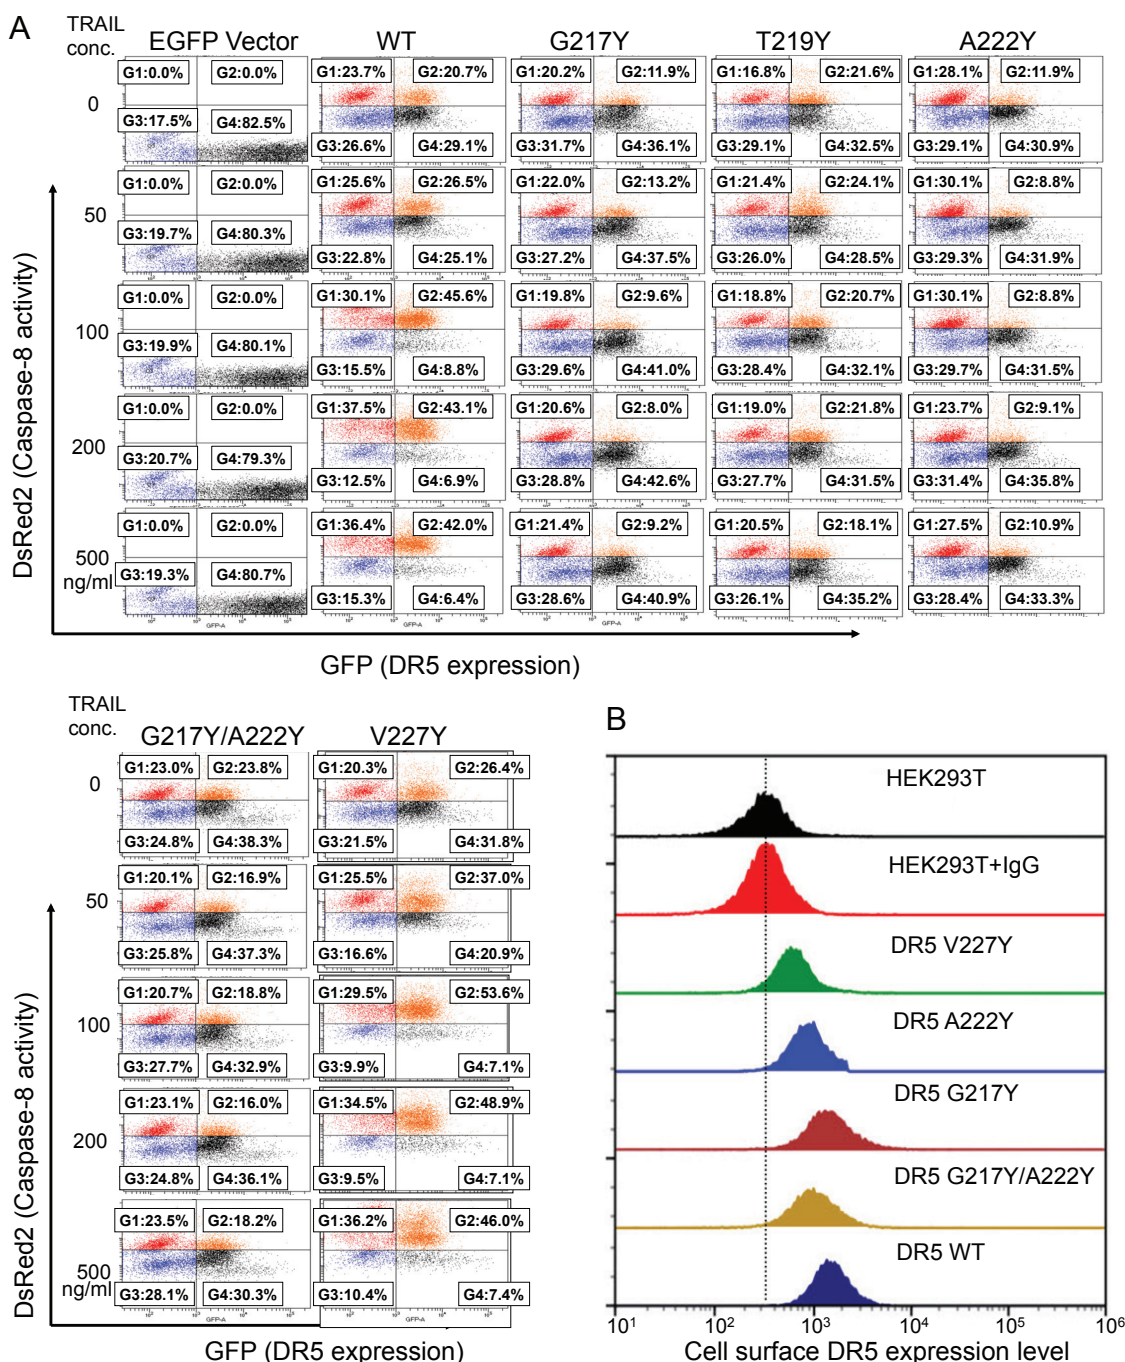 A
TRAIL
conc.
EGFP Vector
WT
G217Y
T219Y
A222Y
0
G1:0.0%
G2:0.0%
G3:17.5%
G4:82.5%
G1:23.7%
G2:20.7%
G3:26.6%
G4:29.1%
G1:20.2%
G2:11.9%
G3:31.7%
G4:36.1%
G1:16.8%
G2:21.6%
G3:29.1%
G4:32.5%
G1:28.1%
G2:11.9%
G3:29.1%
G4:30.9%
50
G1:0.0%
G2:0.0%
G3:19.7%
G4:80.3%
G1:25.6%
G2:26.5%
G3:22.8%
G4:25.1%
G1:22.0%
G2:13.2%
G3:27.2%
G4:37.5%
G1:21.4%
G2:24.1%
G3:26.0%
G4:28.5%
G1:30.1%
G2:8.8%
G3:29.3%
G4:31.9%
100
G1:0.0%
G2:0.0%
G3:19.9%
G4:80.1%
G1:30.1%
G2:45.6%
G3:15.5%
G4:8.8%
G1:19.8%
G2:9.6%
G3:29.6%
G4:41.0%
G1:18.8%
G2:20.7%
G3:28.4%
G4:32.1%
G1:30.1%
G2:8.8%
G3:29.7%
G4:31.5%
200
G1:0.0%
G2:0.0%
G3:20.7%
G4:79.3%
G1:37.5%
G2:43.1%
G3:12.5%
G4:6.9%
G1:20.6%
G2:8.0%
G3:28.8%
G4:42.6%
G1:19.0%
G2:21.8%
G3:27.7%
G4:31.5%
G1:23.7%
G2:9.1%
G3:31.4%
G4:35.8%
500
ng/ml
G1:0.0%
G2:0.0%
G3:19.3%
G4:80.7%
G1:36.4%
G2:42.0%
G3:15.3%
G4:6.4%
G1:21.4%
G2:9.2%
G3:28.6%
G4:40.9%
G1:20.5%
G2:18.1%
G3:26.1%
G4:35.2%
G1:27.5%
G2:10.9%
G3:28.4%
G4:33.3%
GFP-A
GFP-A
GFP-A
DsRed2 (Caspase-8 activity)
GFP (DR5 expression)
TRAIL
conc.
G217Y/A222Y
V227Y
0
G1:23.0%
G2:23.8%
G3:24.8%
G4:38.3%
G1:20.3%
G2:26.4%
G3:21.5%
G4:31.8%
50
G1:20.1%
G2:16.9%
G3:25.8%
G4:37.3%
G1:25.5%
G2:37.0%
G3:16.6%
G4:20.9%
100
G1:20.7%
G2:18.8%
G3:27.7%
G4:32.9%
G1:29.5%
G2:53.6%
G3:9.9%
G4:7.1%
200
G1:23.1%
G2:16.0%
G3:24.8%
G4:36.1%
G1:34.5%
G2:48.9%
G3:9.5%
G4:7.1%
500
ng/ml
G1:23.5%
G2:18.2%
G3:28.1%
G4:30.3%
G1:36.2%
G2:46.0%
G3:10.4%
G4:7.4%
GFP-A
GFP-A
DsRed2 (Caspase-8 activity)
GFP (DR5 expression)
B
HEK293T
HEK293T+IgG
DR5 V227Y
DR5 A222Y
DR5 G217Y
DR5 G217Y/A222Y
DR5 WT
10¹ 10² 10³ 10⁴ 10⁵ 10⁶
Cell surface DR5 expression level